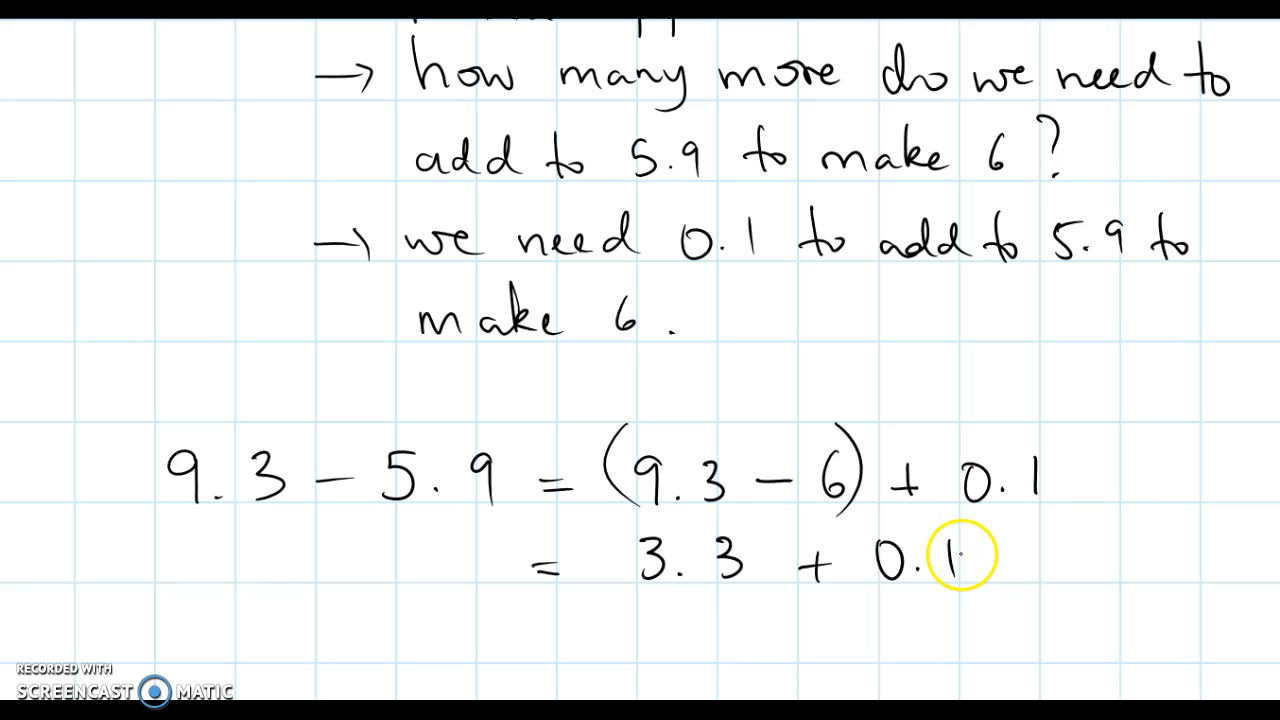 → how many more do we need to
add to 5.9 to make 6?
→ we need 0.1 to add to 5.9 to
make 6.
9.3 - 5.9 = (9.3 - 6) + 0.1
= 3.3 + 0.1
RECORDED WITH
SCREENCAST MATIC